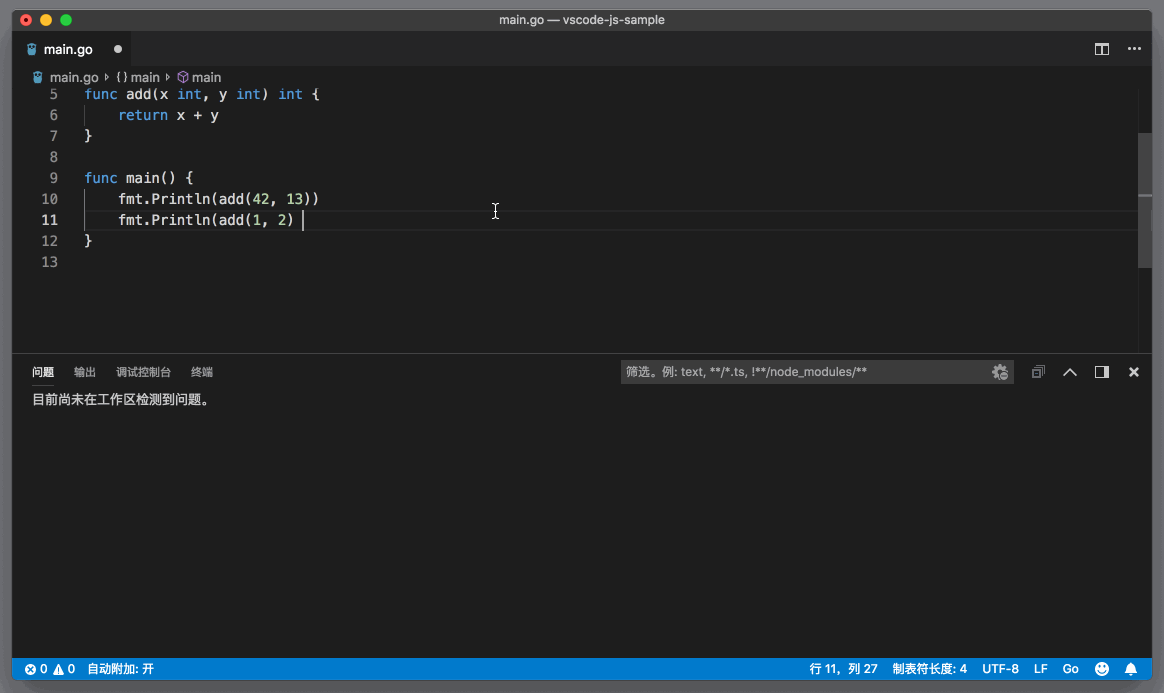 main.go — vscode-js-sample
main.go
main.go {} main main
5 func add(x int, y int) int {
6 return x + y
7 }
8
9 func main() {
10 fmt.Println(add(42, 13))
11 fmt.Println(add(1, 2)
12 }
13
问题 输出 调试控制台 终端 筛选。例: text, **/*.ts, !**/node_modules/**
目前尚未在工作区检测到问题。
0 0 自动附加: 开 行 11，列 27 制表符长度: 4 UTF-8 LF Go